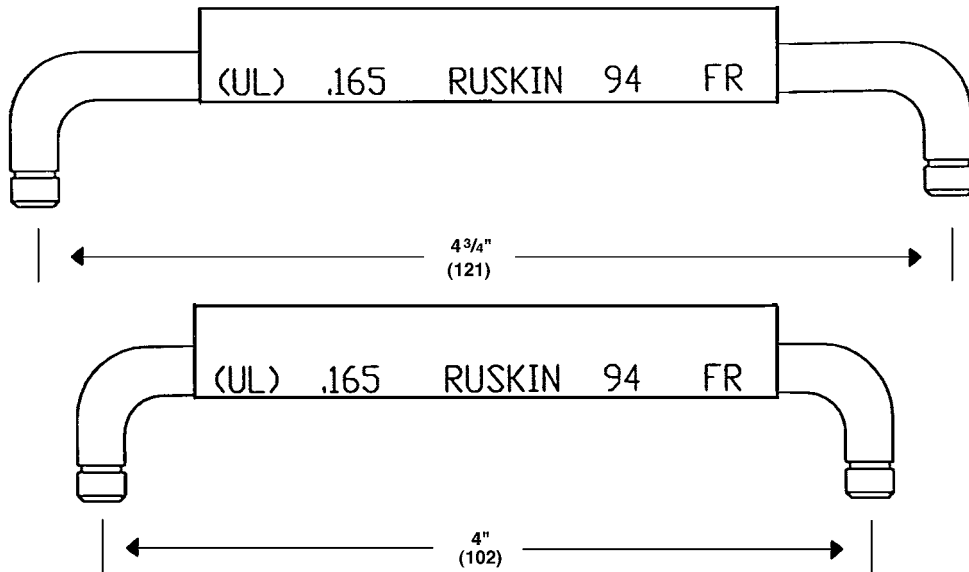 (UL) .165 RUSKIN 94 FR
4 3/4"
(121)
(UL) .165 RUSKIN 94 FR
4"
(102)